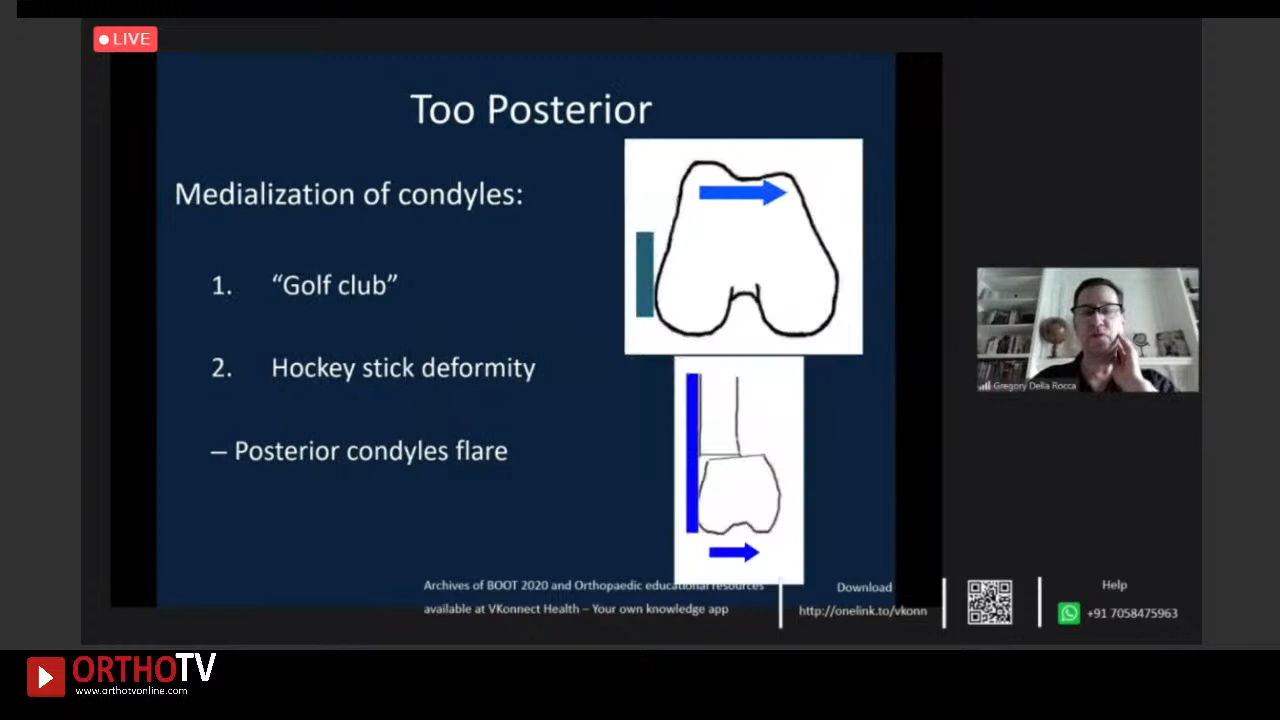 LIVE
Too Posterior
Medialization of condyles:
1. “Golf club”
2. Hockey stick deformity
– Posterior condyles flare
Gregory Della Rocca
Archives of BOOT 2020 and Orthopaedic educational resources
available at VKonnect Health – Your own knowledge app
Download
http://onelink.to/vkonn
Help
+91 7058475963
ORTHOTV
www.orthotvonline.com